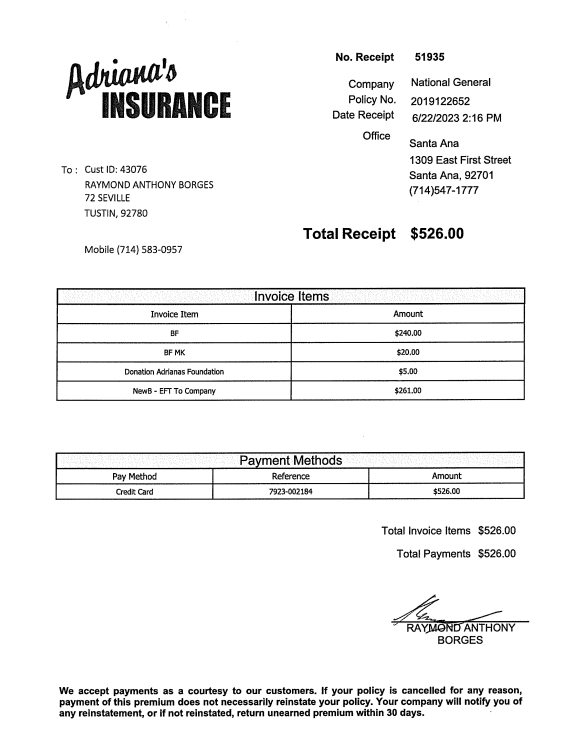 Adriana's
INSURANCE
No. Receipt 51935
Company National General
Policy No. 2019122652
Date Receipt 6/22/2023 2:16 PM
Office Santa Ana
1309 East First Street
Santa Ana, 92701
(714)547-1777
To : Cust ID: 43076
RAYMOND ANTHONY BORGES
72 SEVILLE
TUSTIN, 92780
Mobile (714) 583-0957
Total Receipt $526.00
Invoice Items
Invoice Item Amount
BF $240.00
BF MK $20.00
Donation Adrianas Foundation $5.00
NewB - EFT To Company $261.00
Payment Methods
Pay Method Reference Amount
Credit Card 7923-002184 $526.00
Total Invoice Items $526.00
Total Payments $526.00
RAYMOND ANTHONY
BORGES
We accept payments as a courtesy to our customers. If your policy is cancelled for any reason,
payment of this premium does not necessarily reinstate your policy. Your company will notify you of
any reinstatement, or if not reinstated, return unearned premium within 30 days.